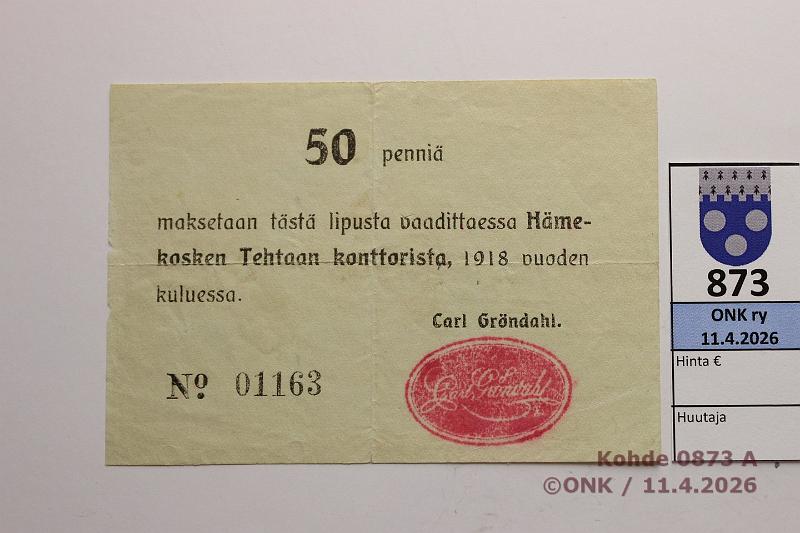 50 penniä
maksetaan tästä lipusta vaadittaessa Häme-
kosken Tehtaan konttorista, 1918 vuoden
kuluessa.
Carl Gröndahl.
No 01163
Carl Gröndahl
873
ONK ry
11.4.2026
Hinta €
Huutaja
Kohde 0873 A
©ONK / 11.4.2026